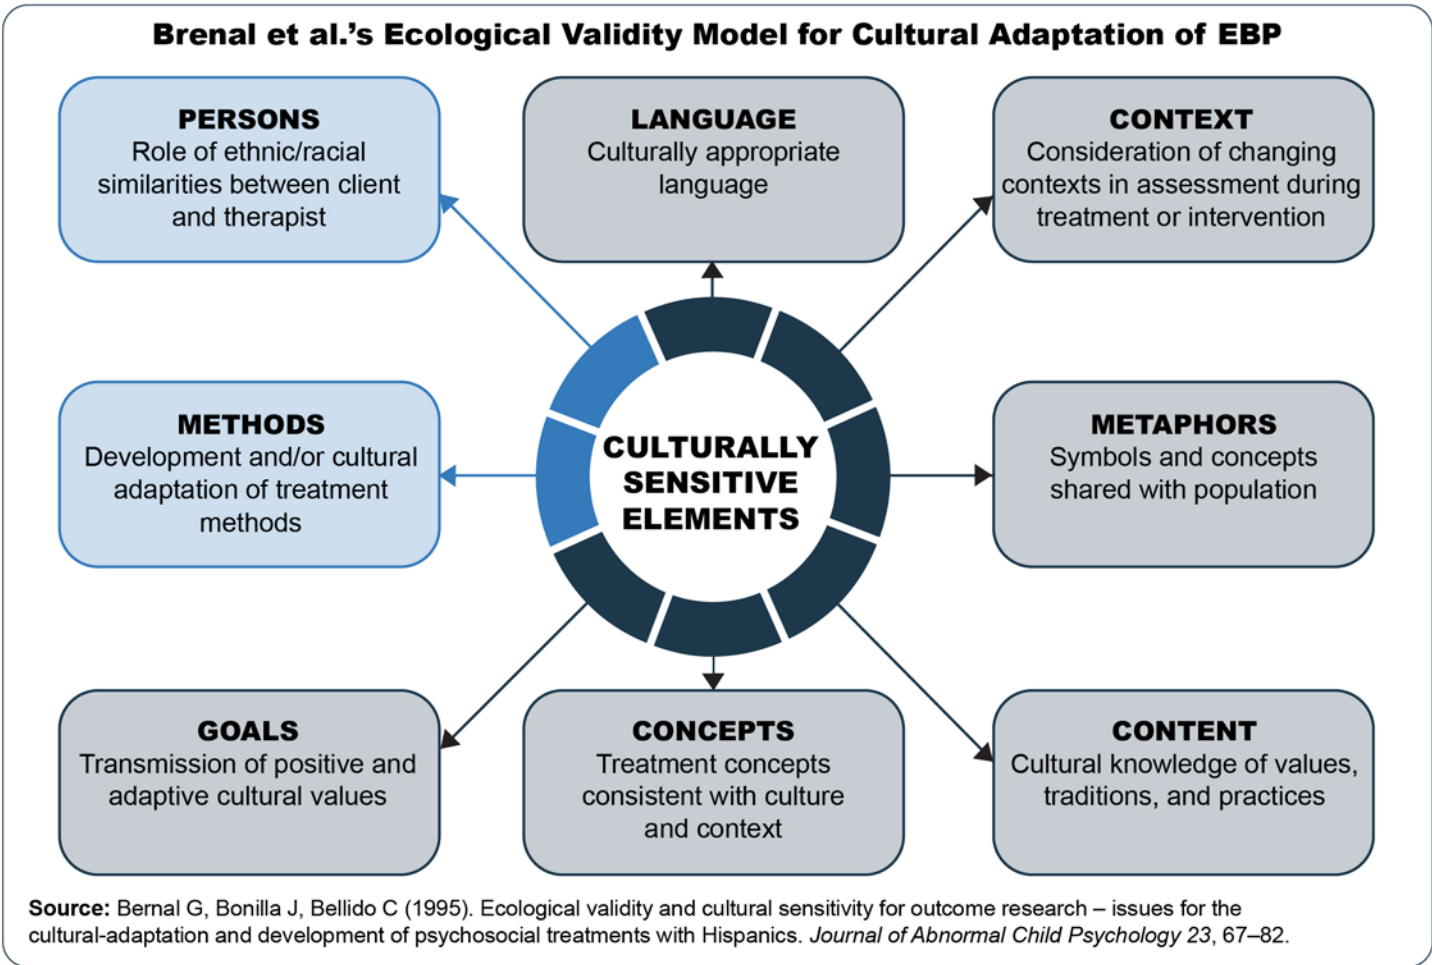 Brenal et al.’s Ecological Validity Model for Cultural Adaptation of EBP
PERSONS
Role of ethnic/racial
similarities between client
and therapist
LANGUAGE
Culturally appropriate
language
CONTEXT
Consideration of changing
contexts in assessment during
treatment or intervention
METHODS
Development and/or cultural
adaptation of treatment
methods
CULTURALLY
SENSITIVE
ELEMENTS
METAPHORS
Symbols and concepts
shared with population
GOALS
Transmission of positive and
adaptive cultural values
CONCEPTS
Treatment concepts
consistent with culture
and context
CONTENT
Cultural knowledge of values,
traditions, and practices
Source: Bernal G, Bonilla J, Bellido C (1995). Ecological validity and cultural sensitivity for outcome research – issues for the
cultural-adaptation and development of psychosocial treatments with Hispanics. Journal of Abnormal Child Psychology 23, 67–82.